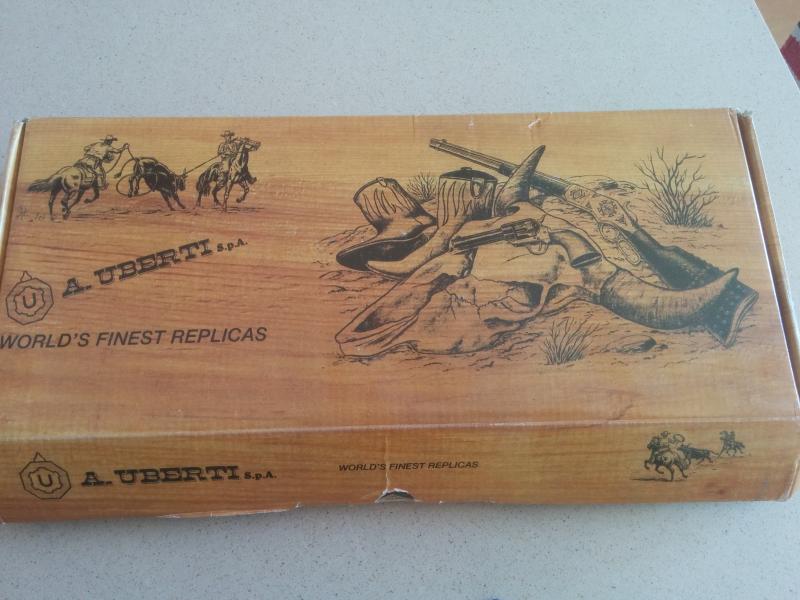 A. UBERTI S.p.A.
U
WORLD'S FINEST REPLICAS
U
A. UBERTI S.p.A.
WORLD'S FINEST REPLICAS